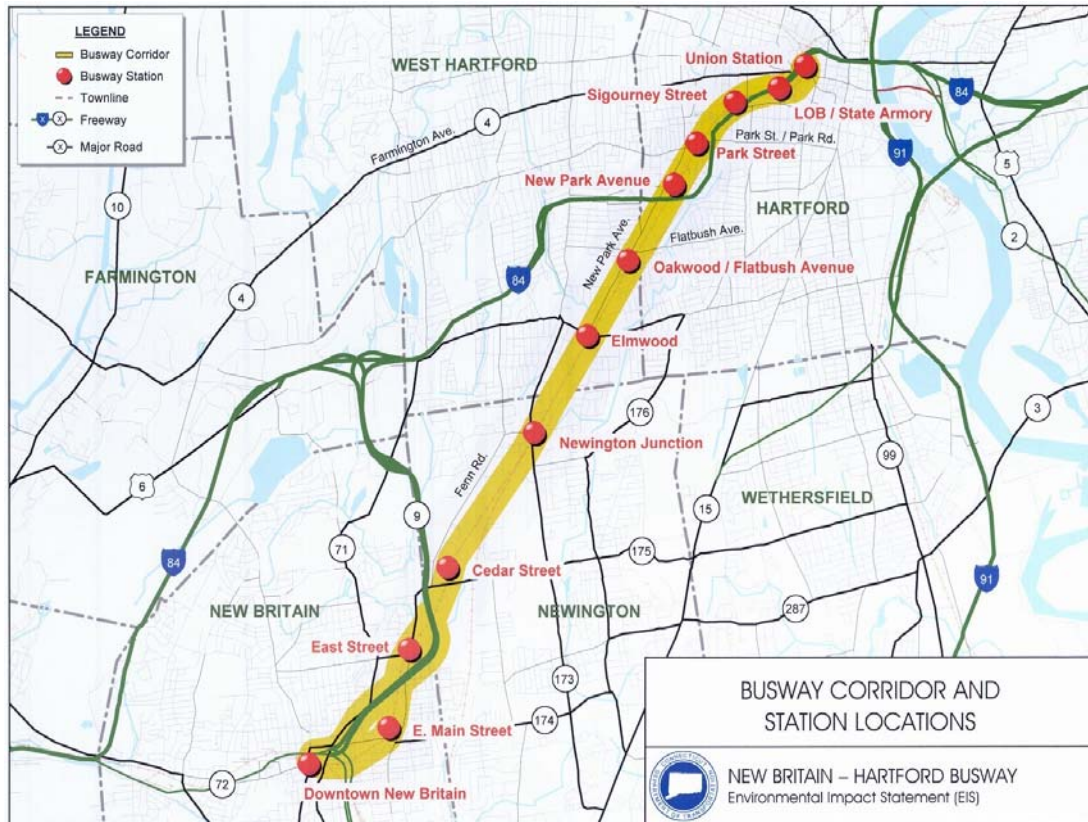 LEGEND
Busway Corridor
Busway Station
Townline
X X Freeway
X Major Road
WEST HARTFORD
Union Station
84
Sigourney Street
LOB / State Armory
4
Farmington Ave.
Park St. / Park Rd.
Park Street
91
5
10
New Park Avenue
HARTFORD
2
New Park Ave.
Flatbush Ave.
FARMINGTON
84
Oakwood / Flatbush Avenue
4
Elmwood
176
3
Newington Junction
99
6
Fenn Rd.
WETHERSFIELD
9
15
71
175
84
Cedar Street
91
NEW BRITAIN
NEWINGTON
287
East Street
173
174
E. Main Street
72
Downtown New Britain
BUSWAY CORRIDOR AND
STATION LOCATIONS
NEW BRITAIN – HARTFORD BUSWAY
Environmental Impact Statement (EIS)